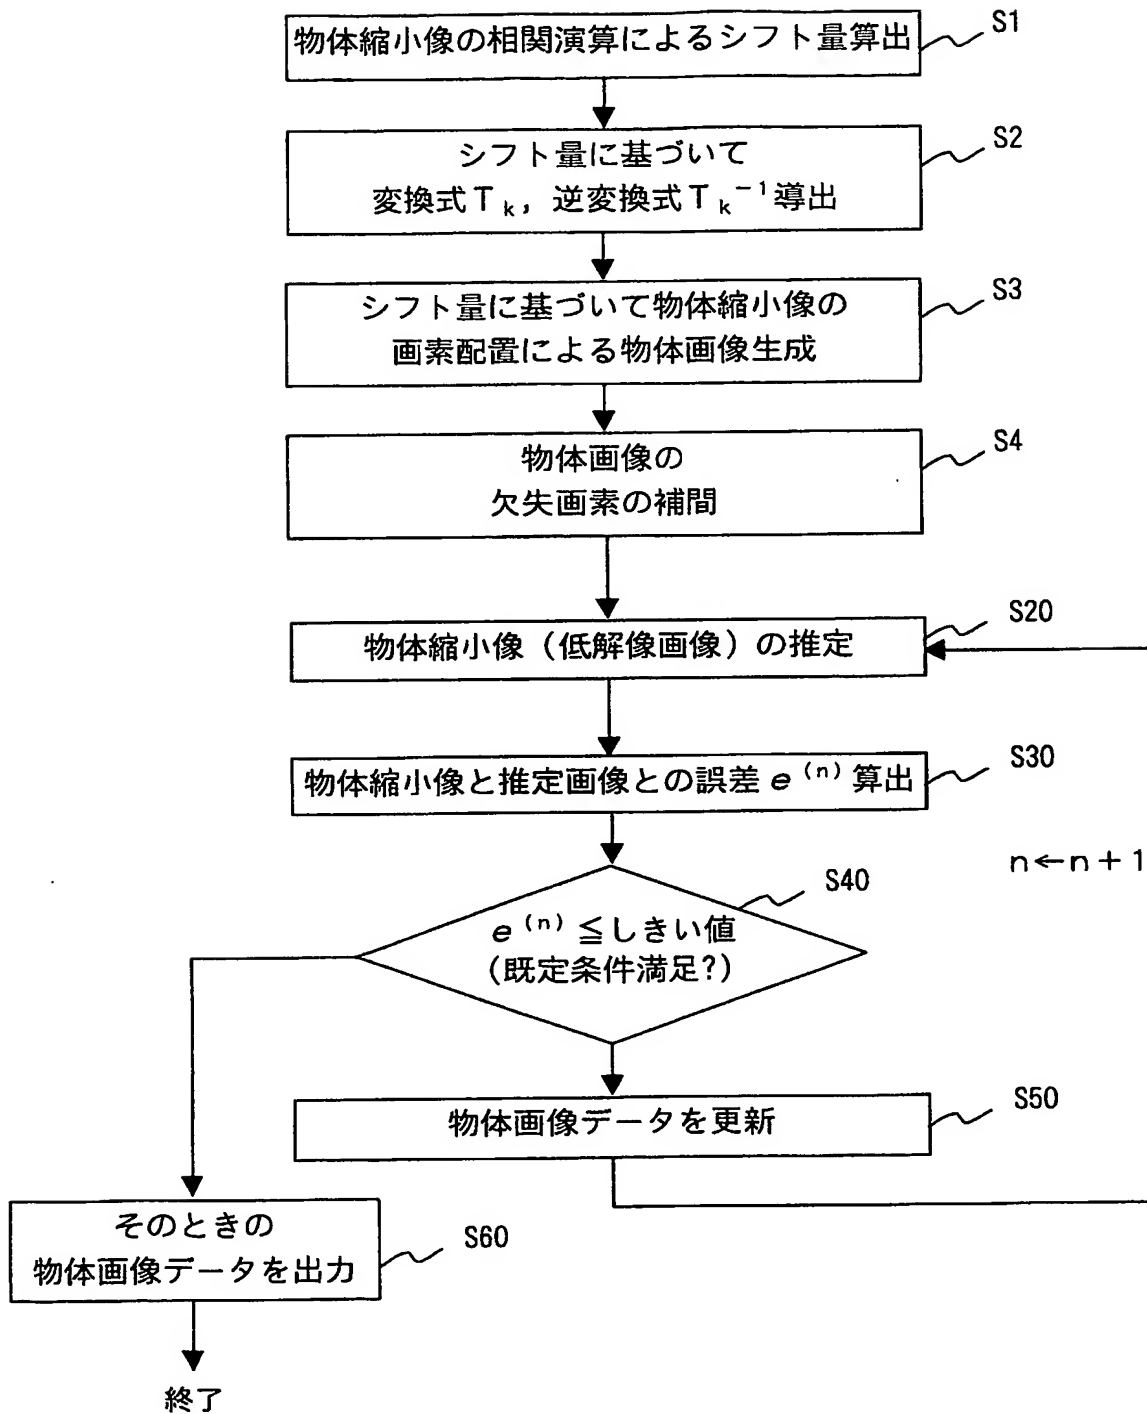 物体縮小像の相関演算によるシフト量算出
S1
シフト量に基づいて
変換式Tₖ，逆変換式Tₖ⁻¹導出
S2
シフト量に基づいて物体縮小像の
画素配置による物体画像生成
S3
物体画像の
欠失画素の補間
S4
物体縮小像（低解像画像）の推定
S20
物体縮小像と推定画像との誤差 e⁽ⁿ⁾ 算出
S30
n←n＋1
e⁽ⁿ⁾≦しきい値
(既定条件満足?)
S40
物体画像データを更新
S50
そのときの
物体画像データを出力
S60
終了